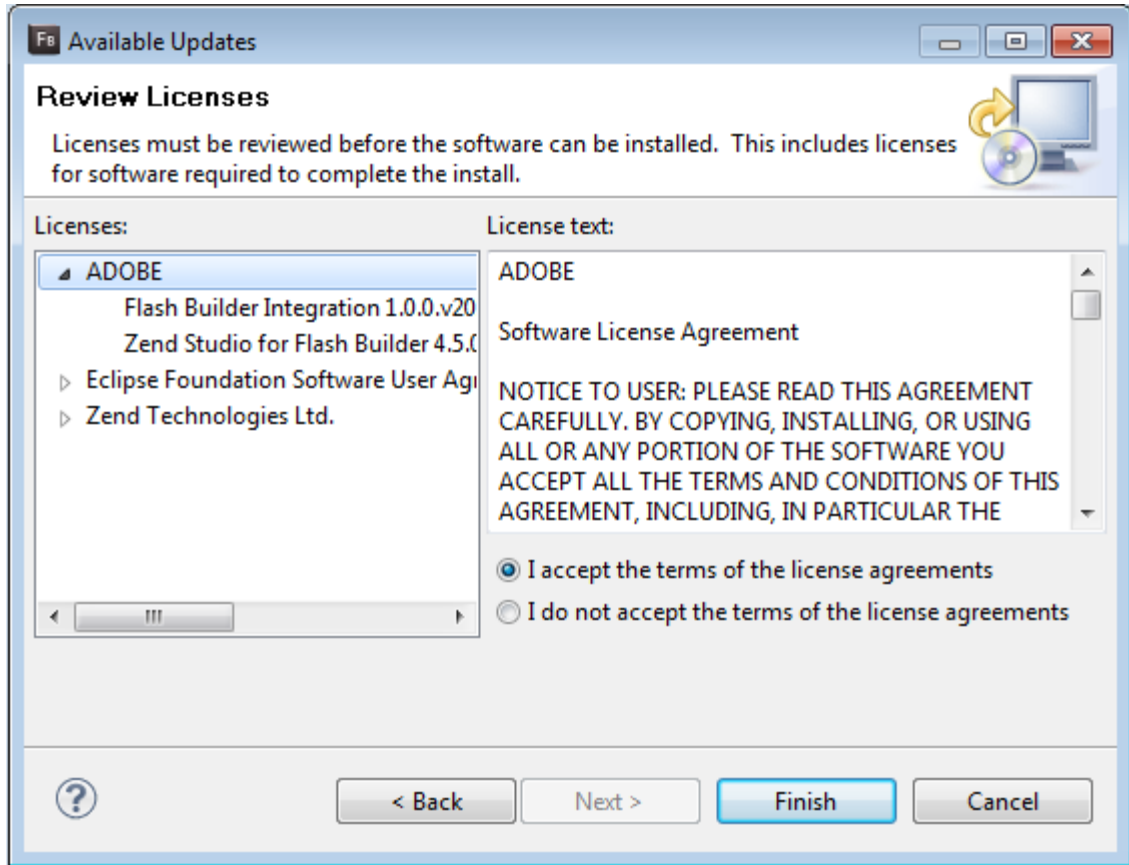 FB Available Updates
Review Licenses
Licenses must be reviewed before the software can be installed.  This includes licenses
for software required to complete the install.
Licenses:
License text:
ADOBE
Flash Builder Integration 1.0.0.v20
Zend Studio for Flash Builder 4.5.
Eclipse Foundation Software User
Zend Technologies Ltd.
ADOBE
Software License Agreement
NOTICE TO USER: PLEASE READ THIS AGREEMENT
CAREFULLY. BY COPYING, INSTALLING, OR USING
ALL OR ANY PORTION OF THE SOFTWARE YOU
ACCEPT ALL THE TERMS AND CONDITIONS OF THIS
AGREEMENT, INCLUDING, IN PARTICULAR THE
I accept the terms of the license agreements
I do not accept the terms of the license agreements
?
< Back
Next >
Finish
Cancel